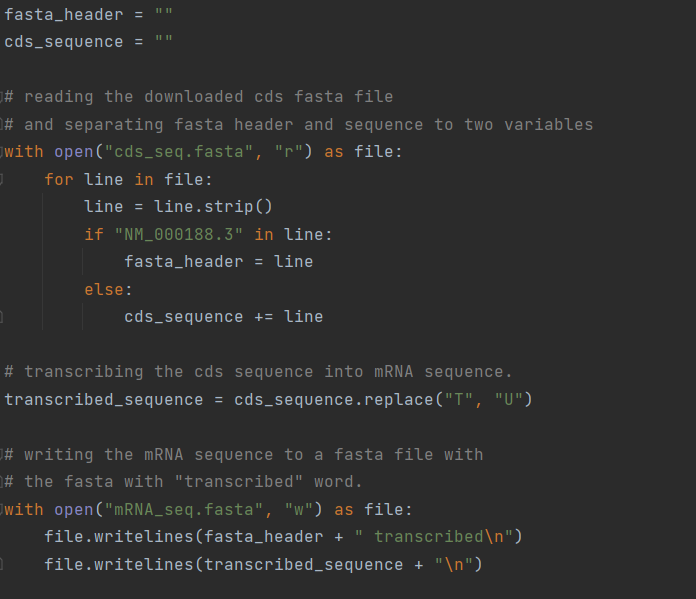 fasta_header = ""
cds_sequence = ""
# reading the downloaded cds fasta file
# and separating fasta header and sequence to two variables
with open("cds_seq.fasta", "r") as file:
    for line in file:
        line = line.strip()
        if "NM_000188.3" in line:
            fasta_header = line
        else:
            cds_sequence += line
# transcribing the cds sequence into mRNA sequence.
transcribed_sequence = cds_sequence.replace("T", "U")
# writing the mRNA sequence to a fasta file with
# the fasta with "transcribed" word.
with open("mRNA_seq.fasta", "w") as file:
    file.writelines(fasta_header + " transcribed\n")
    file.writelines(transcribed_sequence + "\n")